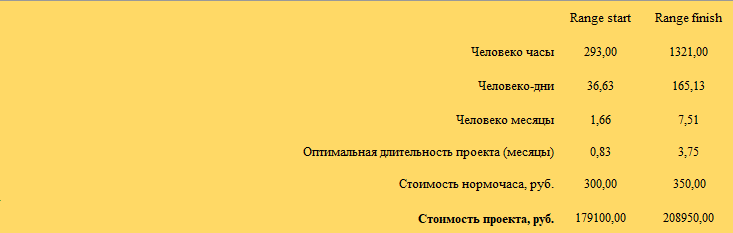 Range start Range finish
Человеко часы 293,00 1321,00
Человеко-дни 36,63 165,13
Человеко месяцы 1,66 7,51
Оптимальная длительность проекта (месяцы) 0,83 3,75
Стоимость нормочаса, руб. 300,00 350,00
Стоимость проекта, руб. 179100,00 208950,00